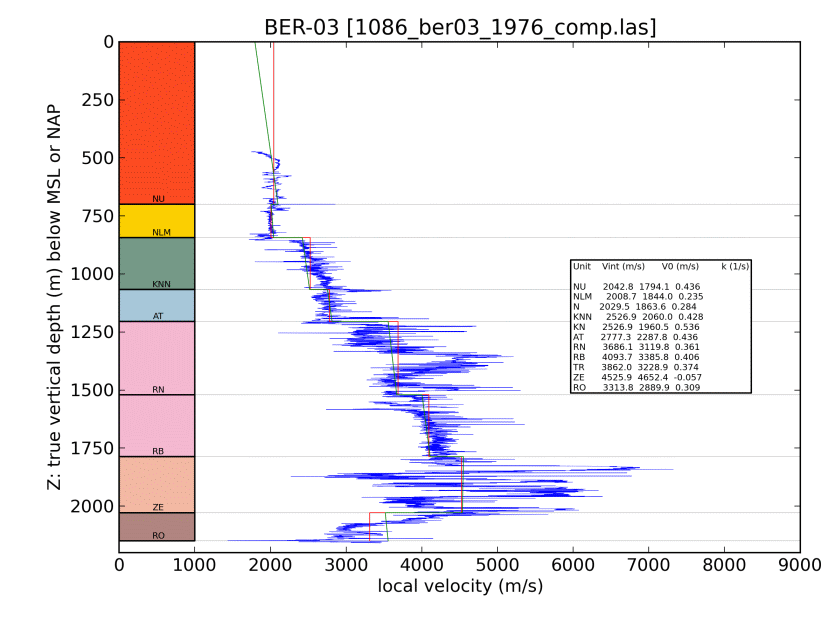 BER-03 [1086_ber03_1976_comp.las]
Z: true vertical depth (m) below MSL or NAP
0
250
500
750
1000
1250
1500
1750
2000
NU
NLM
KNN
AT
RN
RB
ZE
RO
Unit Vint (m/s) V0 (m/s) k (1/s)
NU 2042.8 1794.1 0.436
NLM 2008.7 1844.0 0.235
N 2029.5 1863.6 0.284
KNN 2526.9 2060.0 0.428
KN 2526.9 1960.5 0.536
AT 2777.3 2287.8 0.436
RN 3686.1 3119.8 0.361
RB 4093.7 3385.8 0.406
TR 3862.0 3228.9 0.374
ZE 4525.9 4652.4 -0.057
RO 3313.8 2889.9 0.309
0 1000 2000 3000 4000 5000 6000 7000 8000 9000
local velocity (m/s)